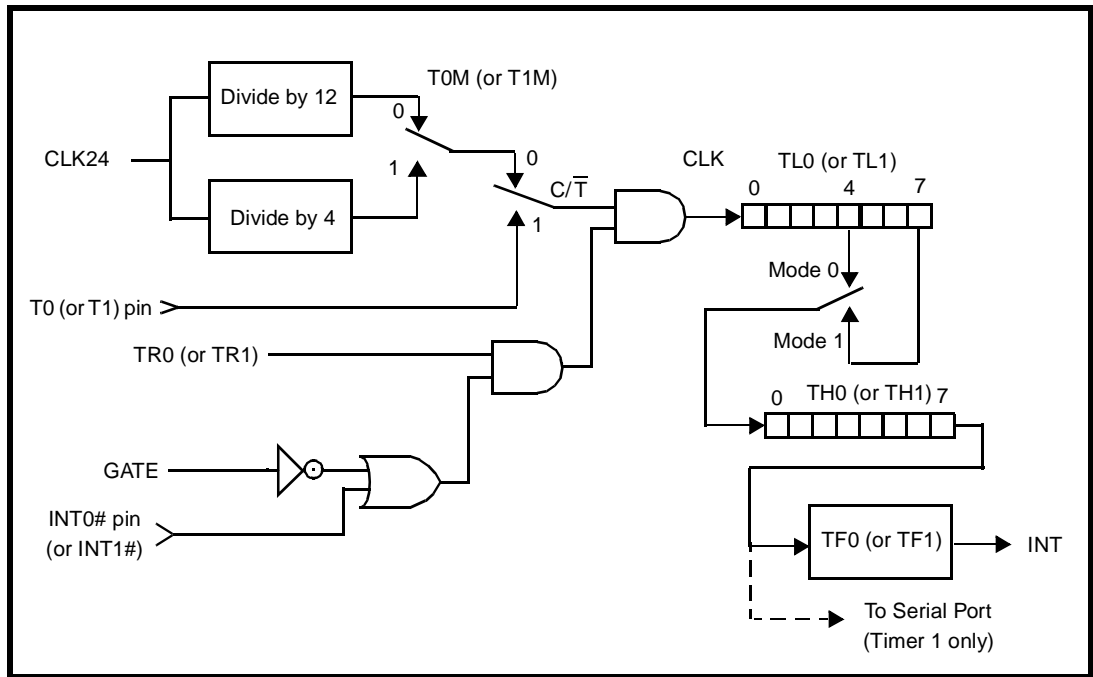 T0M (or T1M)
Divide by 12
0
CLK24
1
0
CLK
TL0 (or TL1)
0 4 7
C/T̅
Divide by 4
1
Mode 0
T0 (or T1) pin
Mode 1
TR0 (or TR1)
0 TH0 (or TH1) 7
GATE
INT0# pin
(or INT1#)
TF0 (or TF1)
INT
To Serial Port
(Timer 1 only)